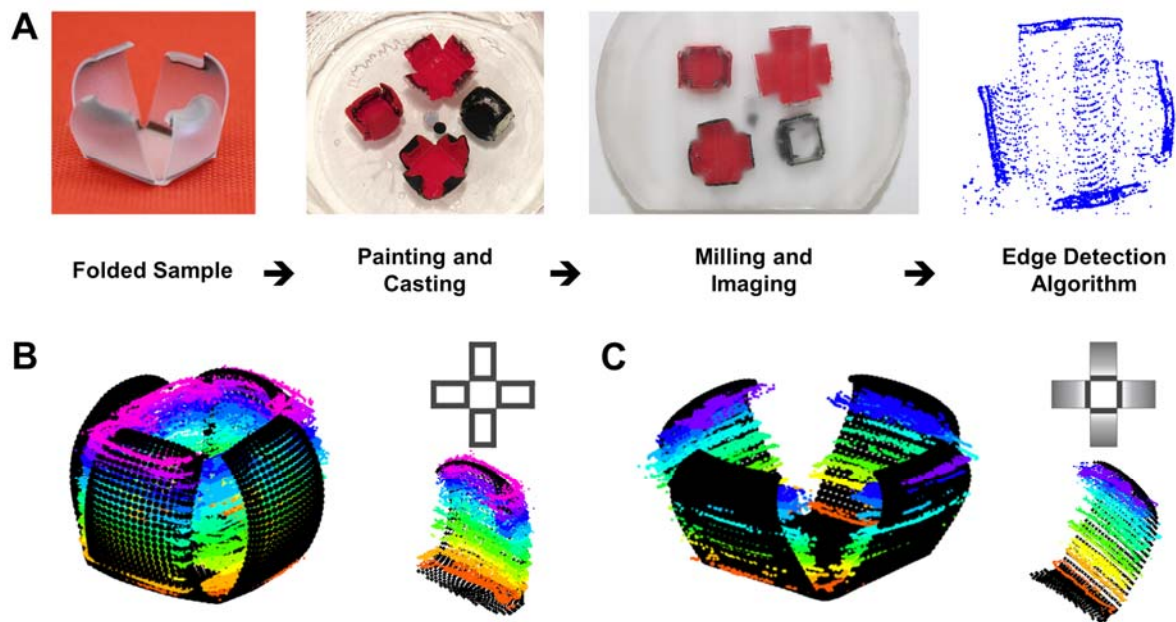 A
Folded Sample → Painting and Casting → Milling and Imaging → Edge Detection Algorithm
B
C